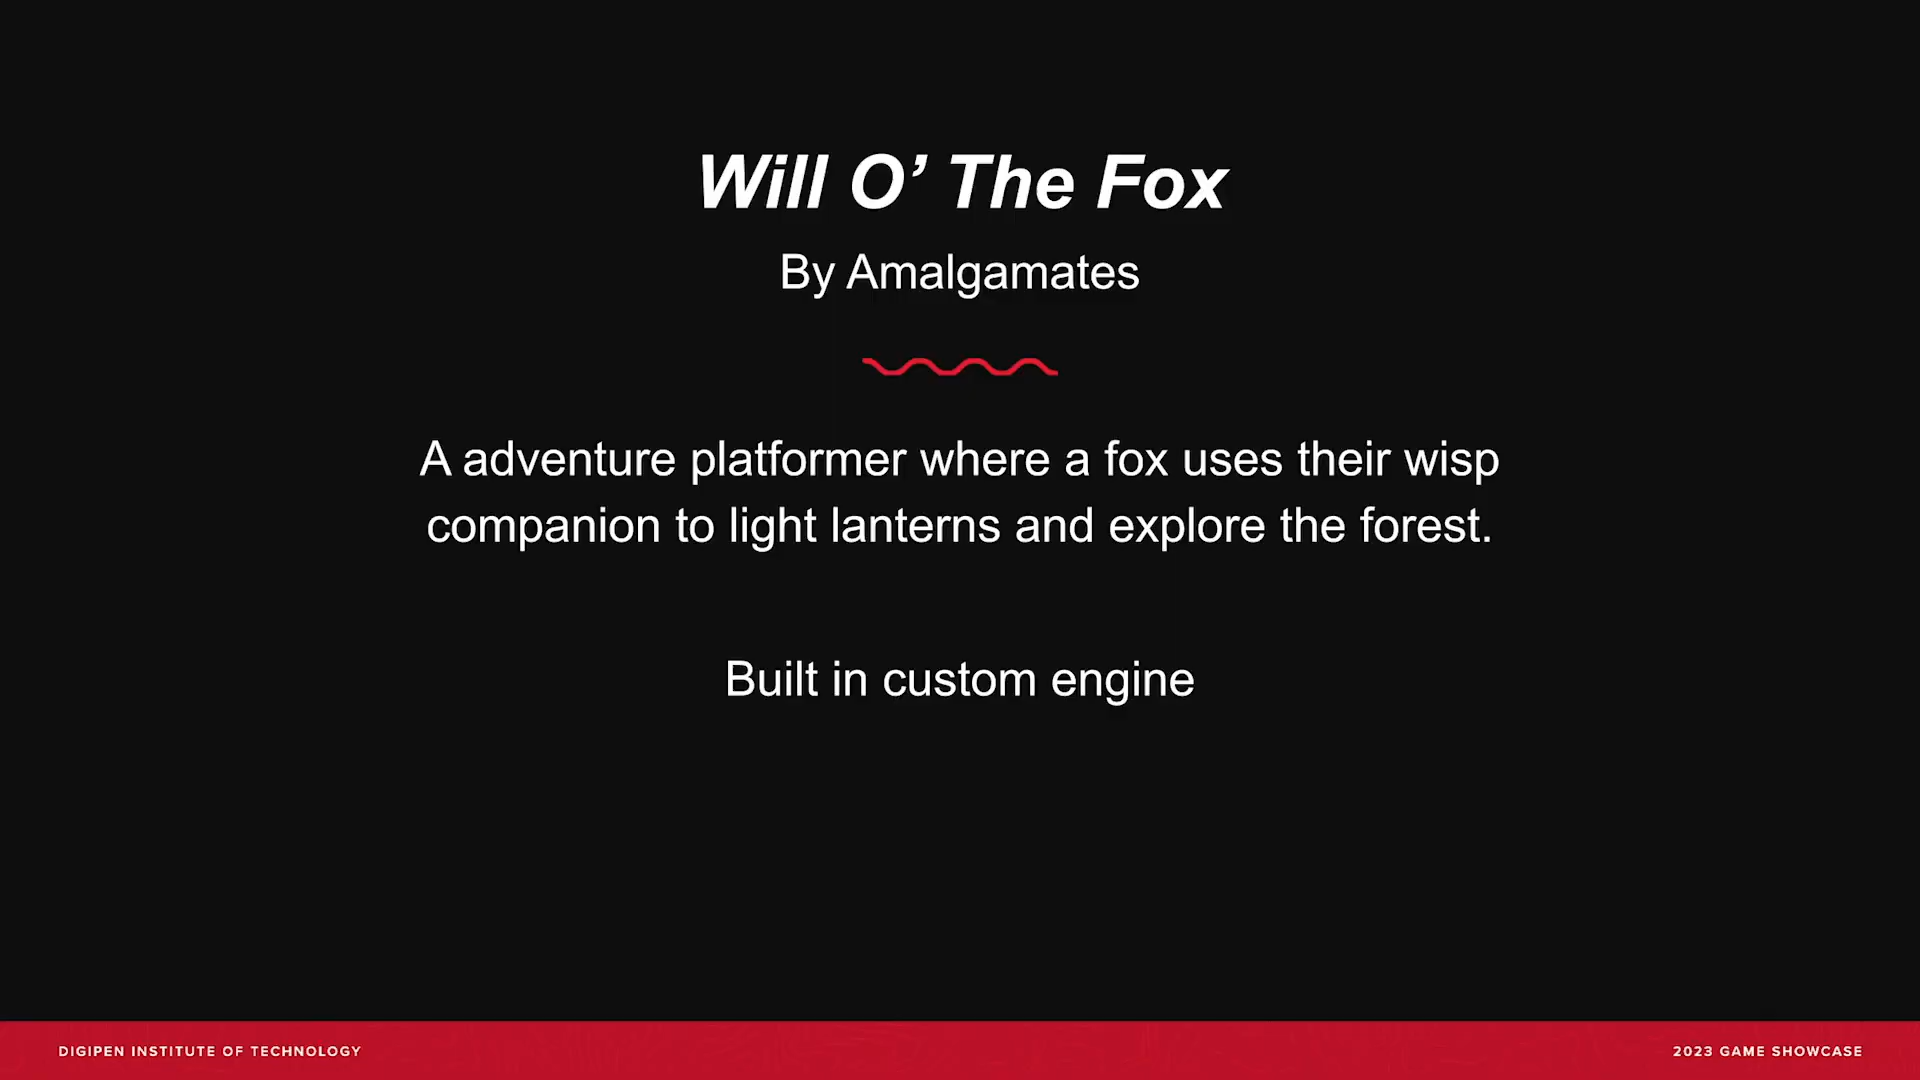 Will O’ The Fox
By Amalgamates
A adventure platformer where a fox uses their wisp
companion to light lanterns and explore the forest.
Built in custom engine
DIGIPEN INSTITUTE OF TECHNOLOGY
2023 GAME SHOWCASE